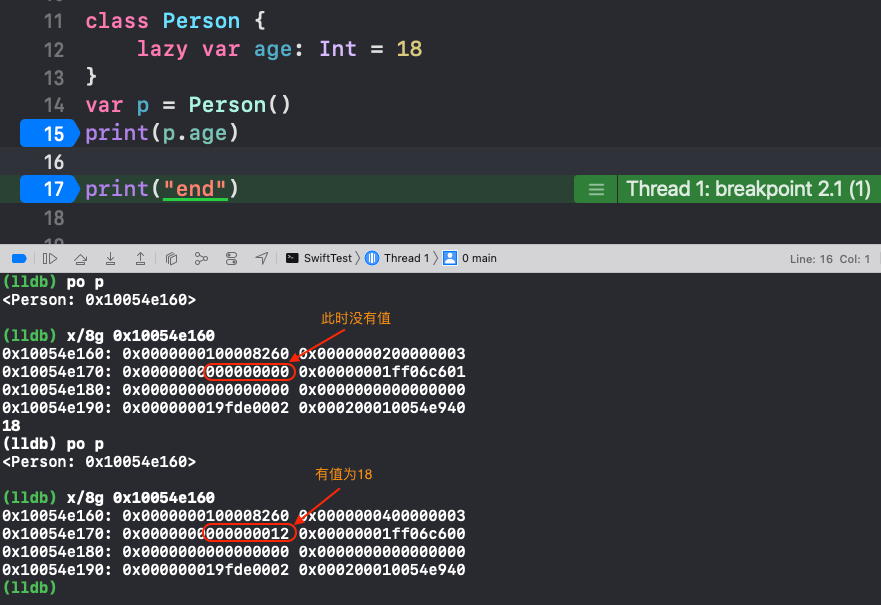 11 class Person {
12 lazy var age: Int = 18
13 }
14 var p = Person()
15 print(p.age)
16
17 print("end") Thread 1: breakpoint 2.1 (1)
18
SwiftTest 〉 Thread 1 〉 0 main Line: 16 Col: 1
(lldb) po p
<Person: 0x10054e160>
此时没有值
(lldb) x/8g 0x10054e160
0x10054e160: 0x0000000100008260 0x0000000200000003
0x10054e170: 0x0000000000000000 0x00000001ff06c601
0x10054e180: 0x0000000000000000 0x0000000000000000
0x10054e190: 0x000000019fde0002 0x000200010054e940
18
(lldb) po p
<Person: 0x10054e160>
有值为18
(lldb) x/8g 0x10054e160
0x10054e160: 0x0000000100008260 0x0000000400000003
0x10054e170: 0x0000000000000012 0x00000001ff06c600
0x10054e180: 0x0000000000000000 0x0000000000000000
0x10054e190: 0x000000019fde0002 0x000200010054e940
(lldb)